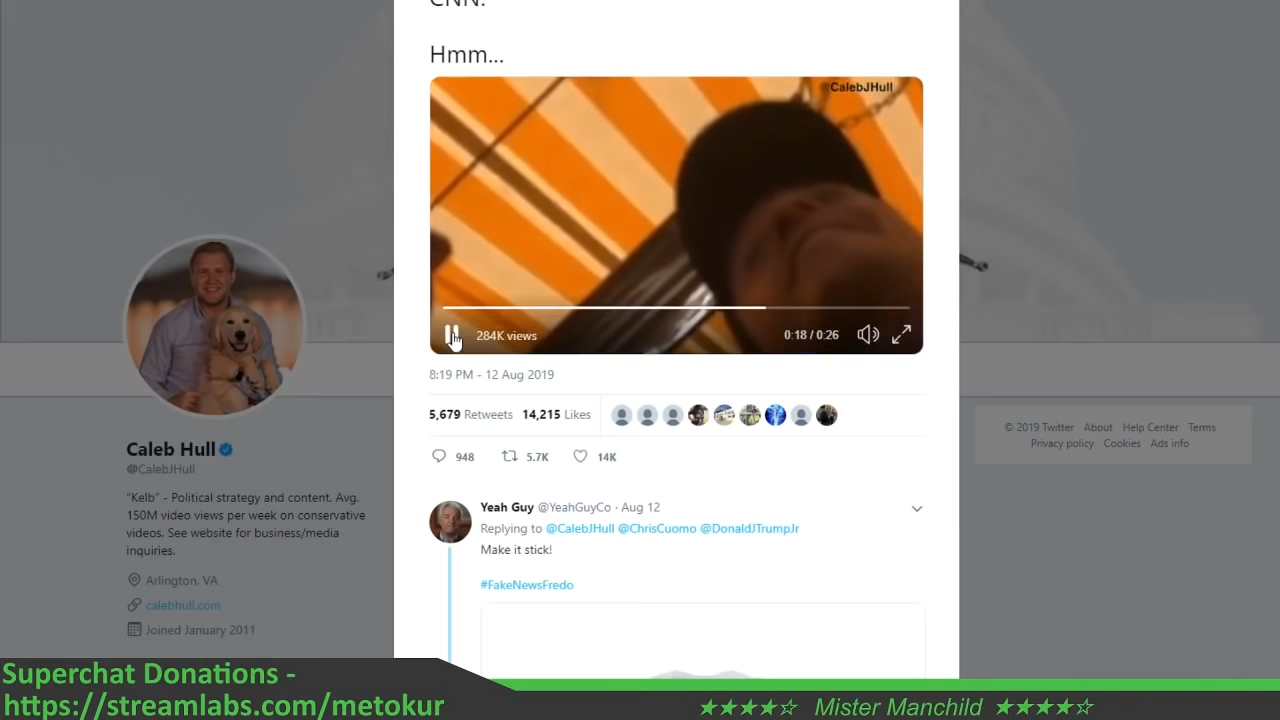 CNN.
Hmm...
@CalebJHull
284K views
0:18 / 0:26
8:19 PM - 12 Aug 2019
5,679 Retweets 14,215 Likes
948 5.7K 14K
Caleb Hull
@CalebJHull
"Kelb" - Political strategy and content. Avg.
150M video views per week on conservative
videos. See website for business/media
inquiries.
Arlington, VA
calebhull.com
Joined January 2011
© 2019 Twitter About Help Center Terms
Privacy policy Cookies Ads info
Yeah Guy @YeahGuyCo · Aug 12
Replying to @CalebJHull @ChrisCuomo @DonaldJTrumpJr
Make it stick!
#FakeNewsFredo
Superchat Donations -
https://streamlabs.com/metokur
★★★★☆ Mister Manchild ★★★★☆